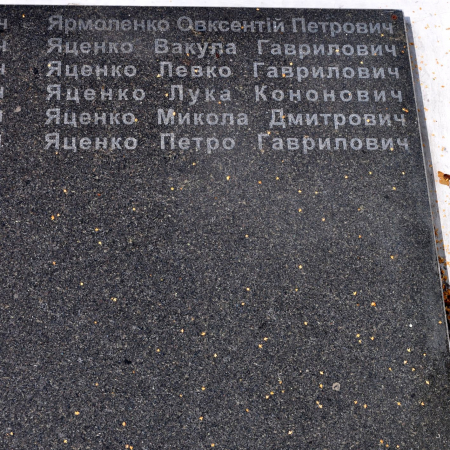 Ярмоленко Овксентій Петрович
Яценко Вакула Гаврилович
Яценко Левко Гаврилович
Яценко Лука Кононович
Яценко Микола Дмитрович
Яценко Петро Гаврилович